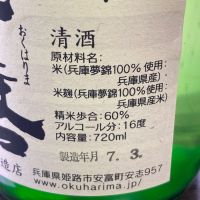 おくはりま
清酒
原材料名:
米(兵庫夢錦100%使用:
兵庫県産)・
米麹(兵庫夢錦100%使用:
兵庫県産米)
精米歩合:60%
アルコール分:16度
内容量:720ml
製造年月 7. 3.
造店
兵庫県姫路市安富町安志957
www.okuharima.jp/